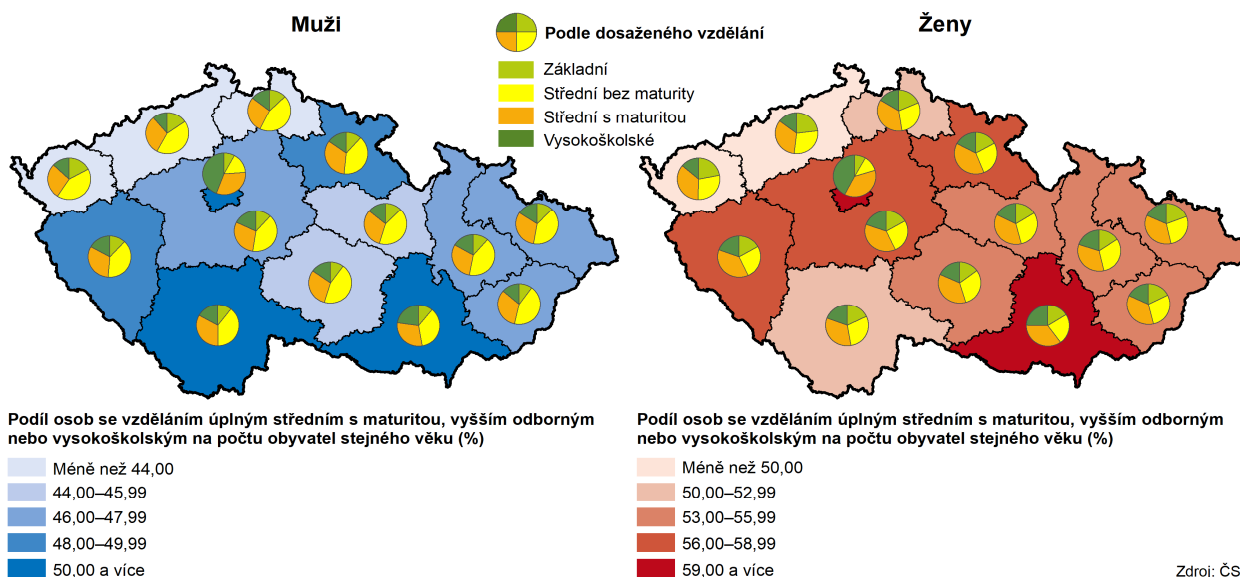 Muži
Podle dosaženého vzdělání
Základní
Střední bez maturity
Střední s maturitou
Vysokoškolské
Ženy
Podíl osob se vzděláním úplným středním s maturitou, vyšším odborným
nebo vysokoškolským na počtu obyvatel stejného věku (%)
Méně než 44,00
44,00–45,99
46,00–47,99
48,00–49,99
50,00 a více
Podíl osob se vzděláním úplným středním s maturitou, vyšším odborným
nebo vysokoškolským na počtu obyvatel stejného věku (%)
Méně než 50,00
50,00–52,99
53,00–55,99
56,00–58,99
59,00 a více
Zdroj: ČS